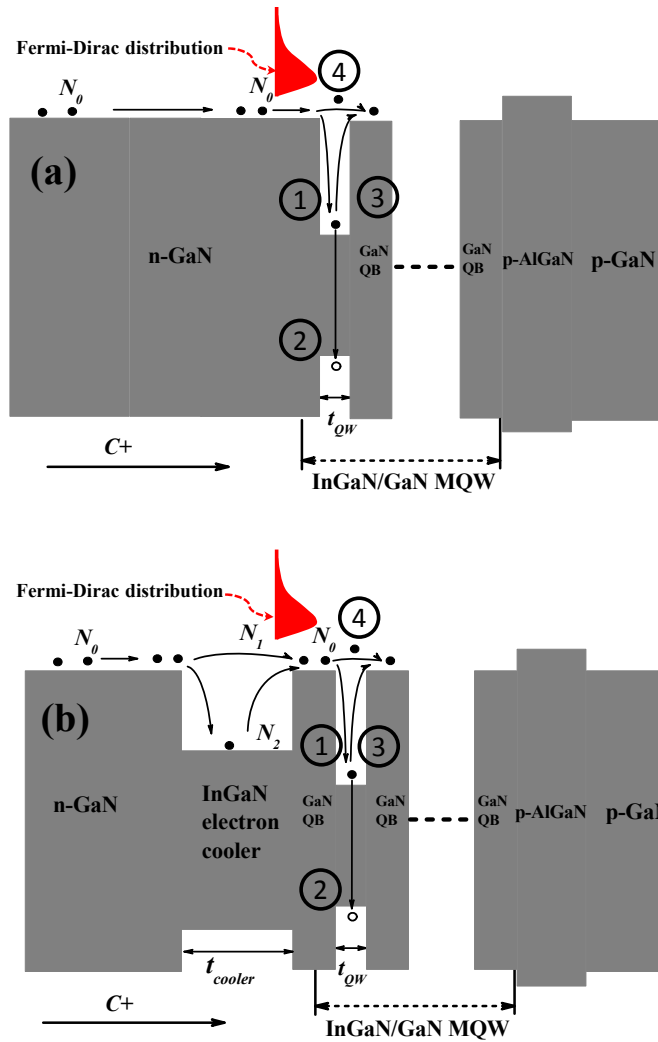 Fermi-Dirac distribution
4
N0 N0
(a)
1 3
n-GaN
GaN QB
GaN QB
p-AlGaN
p-GaN
2
tQW
C+
InGaN/GaN MQW
Fermi-Dirac distribution
4
N0 N1 N0
(b)
N2
1 3
n-GaN
InGaN
electron
cooler
GaN QB
GaN QB
GaN QB
p-AlGaN
p-GaN
2
tcooler
tQW
C+
InGaN/GaN MQW